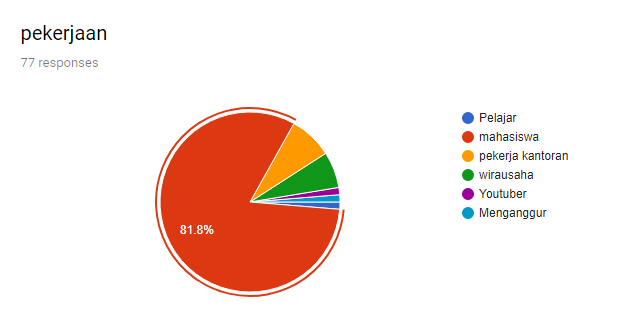 pekerjaan
77 responses
81.8%
Pelajar
mahasiswa
pekerja kantoran
wirausaha
Youtuber
Menganggur